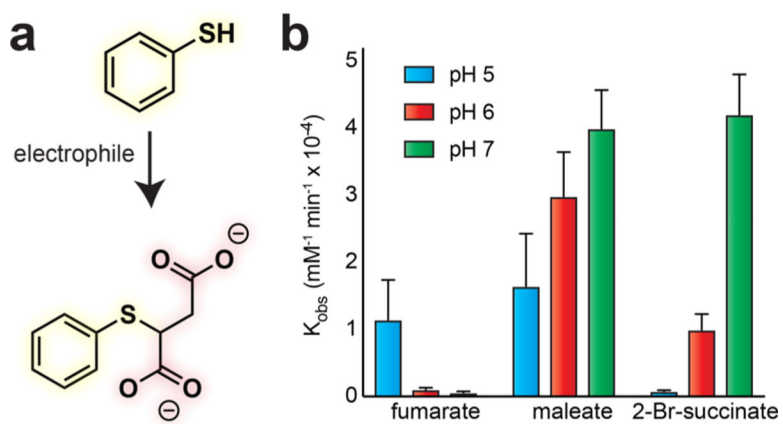 a
SH
electrophile
O
O
⊖
S
O
O
⊖
b
K_obs (mM⁻¹ min⁻¹ x 10⁻⁴)
5
4
3
2
1
0
pH 5
pH 6
pH 7
fumarate
maleate
2-Br-succinate